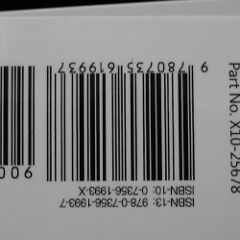 Part No. X10-25678
ISBN-13: 978-0-7356-1993-7
ISBN-10: 0-7356-1993-X
9 780735 619937
900